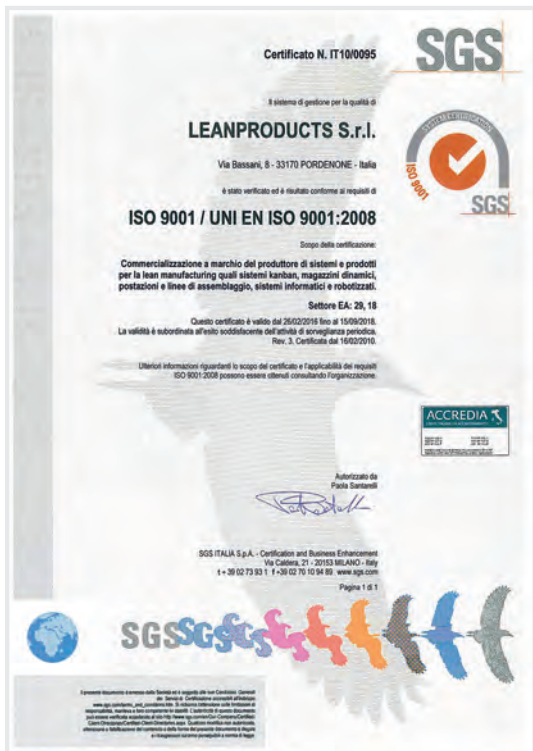 Certificato N. IT10/0095
SGS
Il sistema di gestione per la qualità di
LEANPRODUCTS S.r.l.
Via Bassani, 8 - 33170 PORDENONE - Italia
è stato verificato ed è risultato conforme ai requisiti di
SYSTEM CERTIFICATION
ISO 9001
SGS
ISO 9001 / UNI EN ISO 9001:2008
Scopo della certificazione:
Commercializzazione a marchio del produttore di sistemi e prodotti
per la lean manufacturing quali sistemi kanban, magazzini dinamici,
postazioni e linee di assemblaggio, sistemi informatici e robotizzati.
Settore EA: 29, 18
Questo certificato è valido dal 26/02/2016 fino al 15/09/2018.
La validità è subordinata all'esito soddisfacente dell'attività di sorveglianza periodica.
Rev. 3. Certificata dal 16/02/2010.
Ulteriori informazioni riguardanti lo scopo del certificato e l'applicabilità dei requisiti
ISO 9001:2008 possono essere ottenuti consultando l'organizzazione.
ACCREDIA
Autorizzato da
Paola Santarelli
SGS ITALIA S.p.A. - Certification and Business Enhancement
Via Caldera, 21 - 20153 MILANO - Italy
t + 39 02 73 93 1 f +39 02 70 10 94 89 www.sgs.com
Pagina 1 di 1
SGSSGSSGS